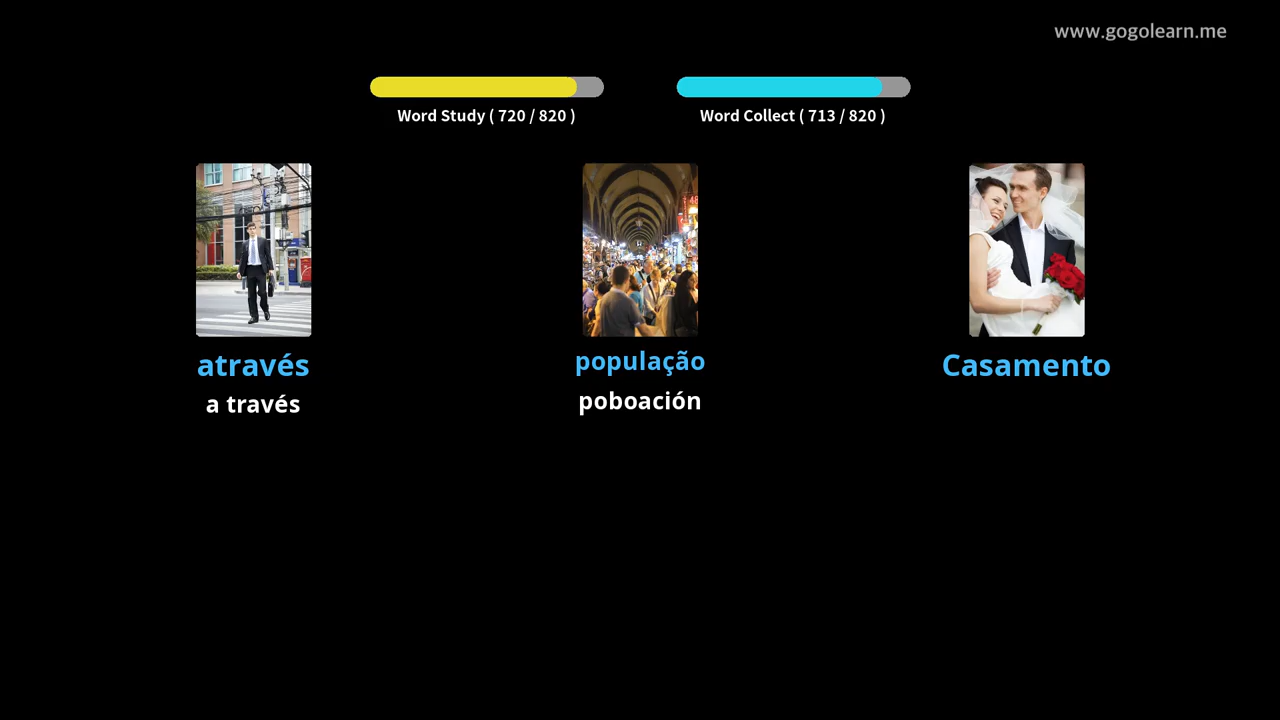 www.gogolearn.me
Word Study ( 720 / 820 )
Word Collect ( 713 / 820 )
através
a través
população
poboación
Casamento